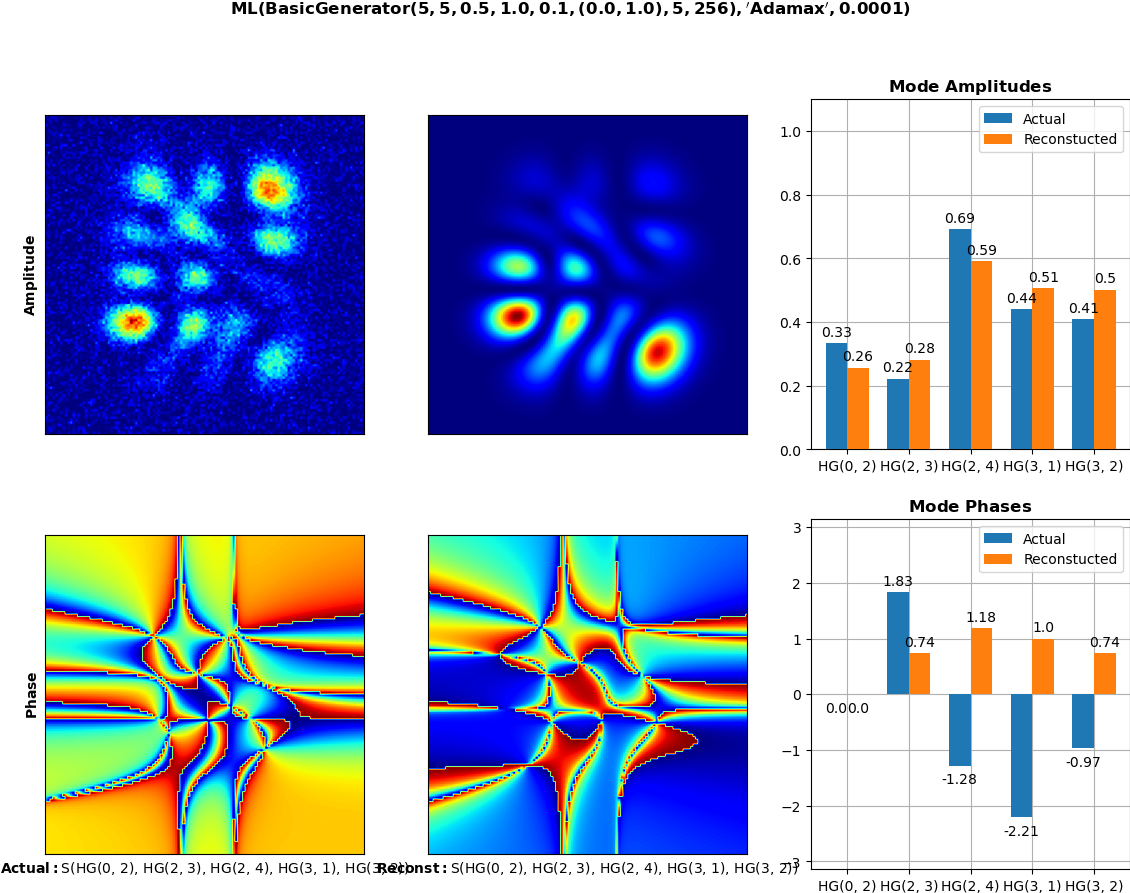 ML(BasicGenerator(5, 5, 0.5, 1.0, 0.1, (0.0, 1.0), 5, 256), 'Adamax', 0.0001)
Mode Amplitudes
Actual
Reconstucted
1.0
0.8
0.6
0.4
0.2
0.0
0.33
0.26
0.22
0.28
0.69
0.59
0.44
0.51
0.41
0.5
HG(0, 2) HG(2, 3) HG(2, 4) HG(3, 1) HG(3, 2)
Amplitude
Mode Phases
Actual
Reconstucted
3
2
1
0
−1
−2
−3
0.0
0.0
1.83
0.74
-1.28
1.18
-2.21
1.0
-0.97
0.74
HG(0, 2) HG(2, 3) HG(2, 4) HG(3, 1) HG(3, 2)
Phase
Actual: S(HG(0, 2), HG(2, 3), HG(2, 4), HG(3, 1), HG(3, 2))
Reconst: S(HG(0, 2), HG(2, 3), HG(2, 4), HG(3, 1), HG(3, 2))